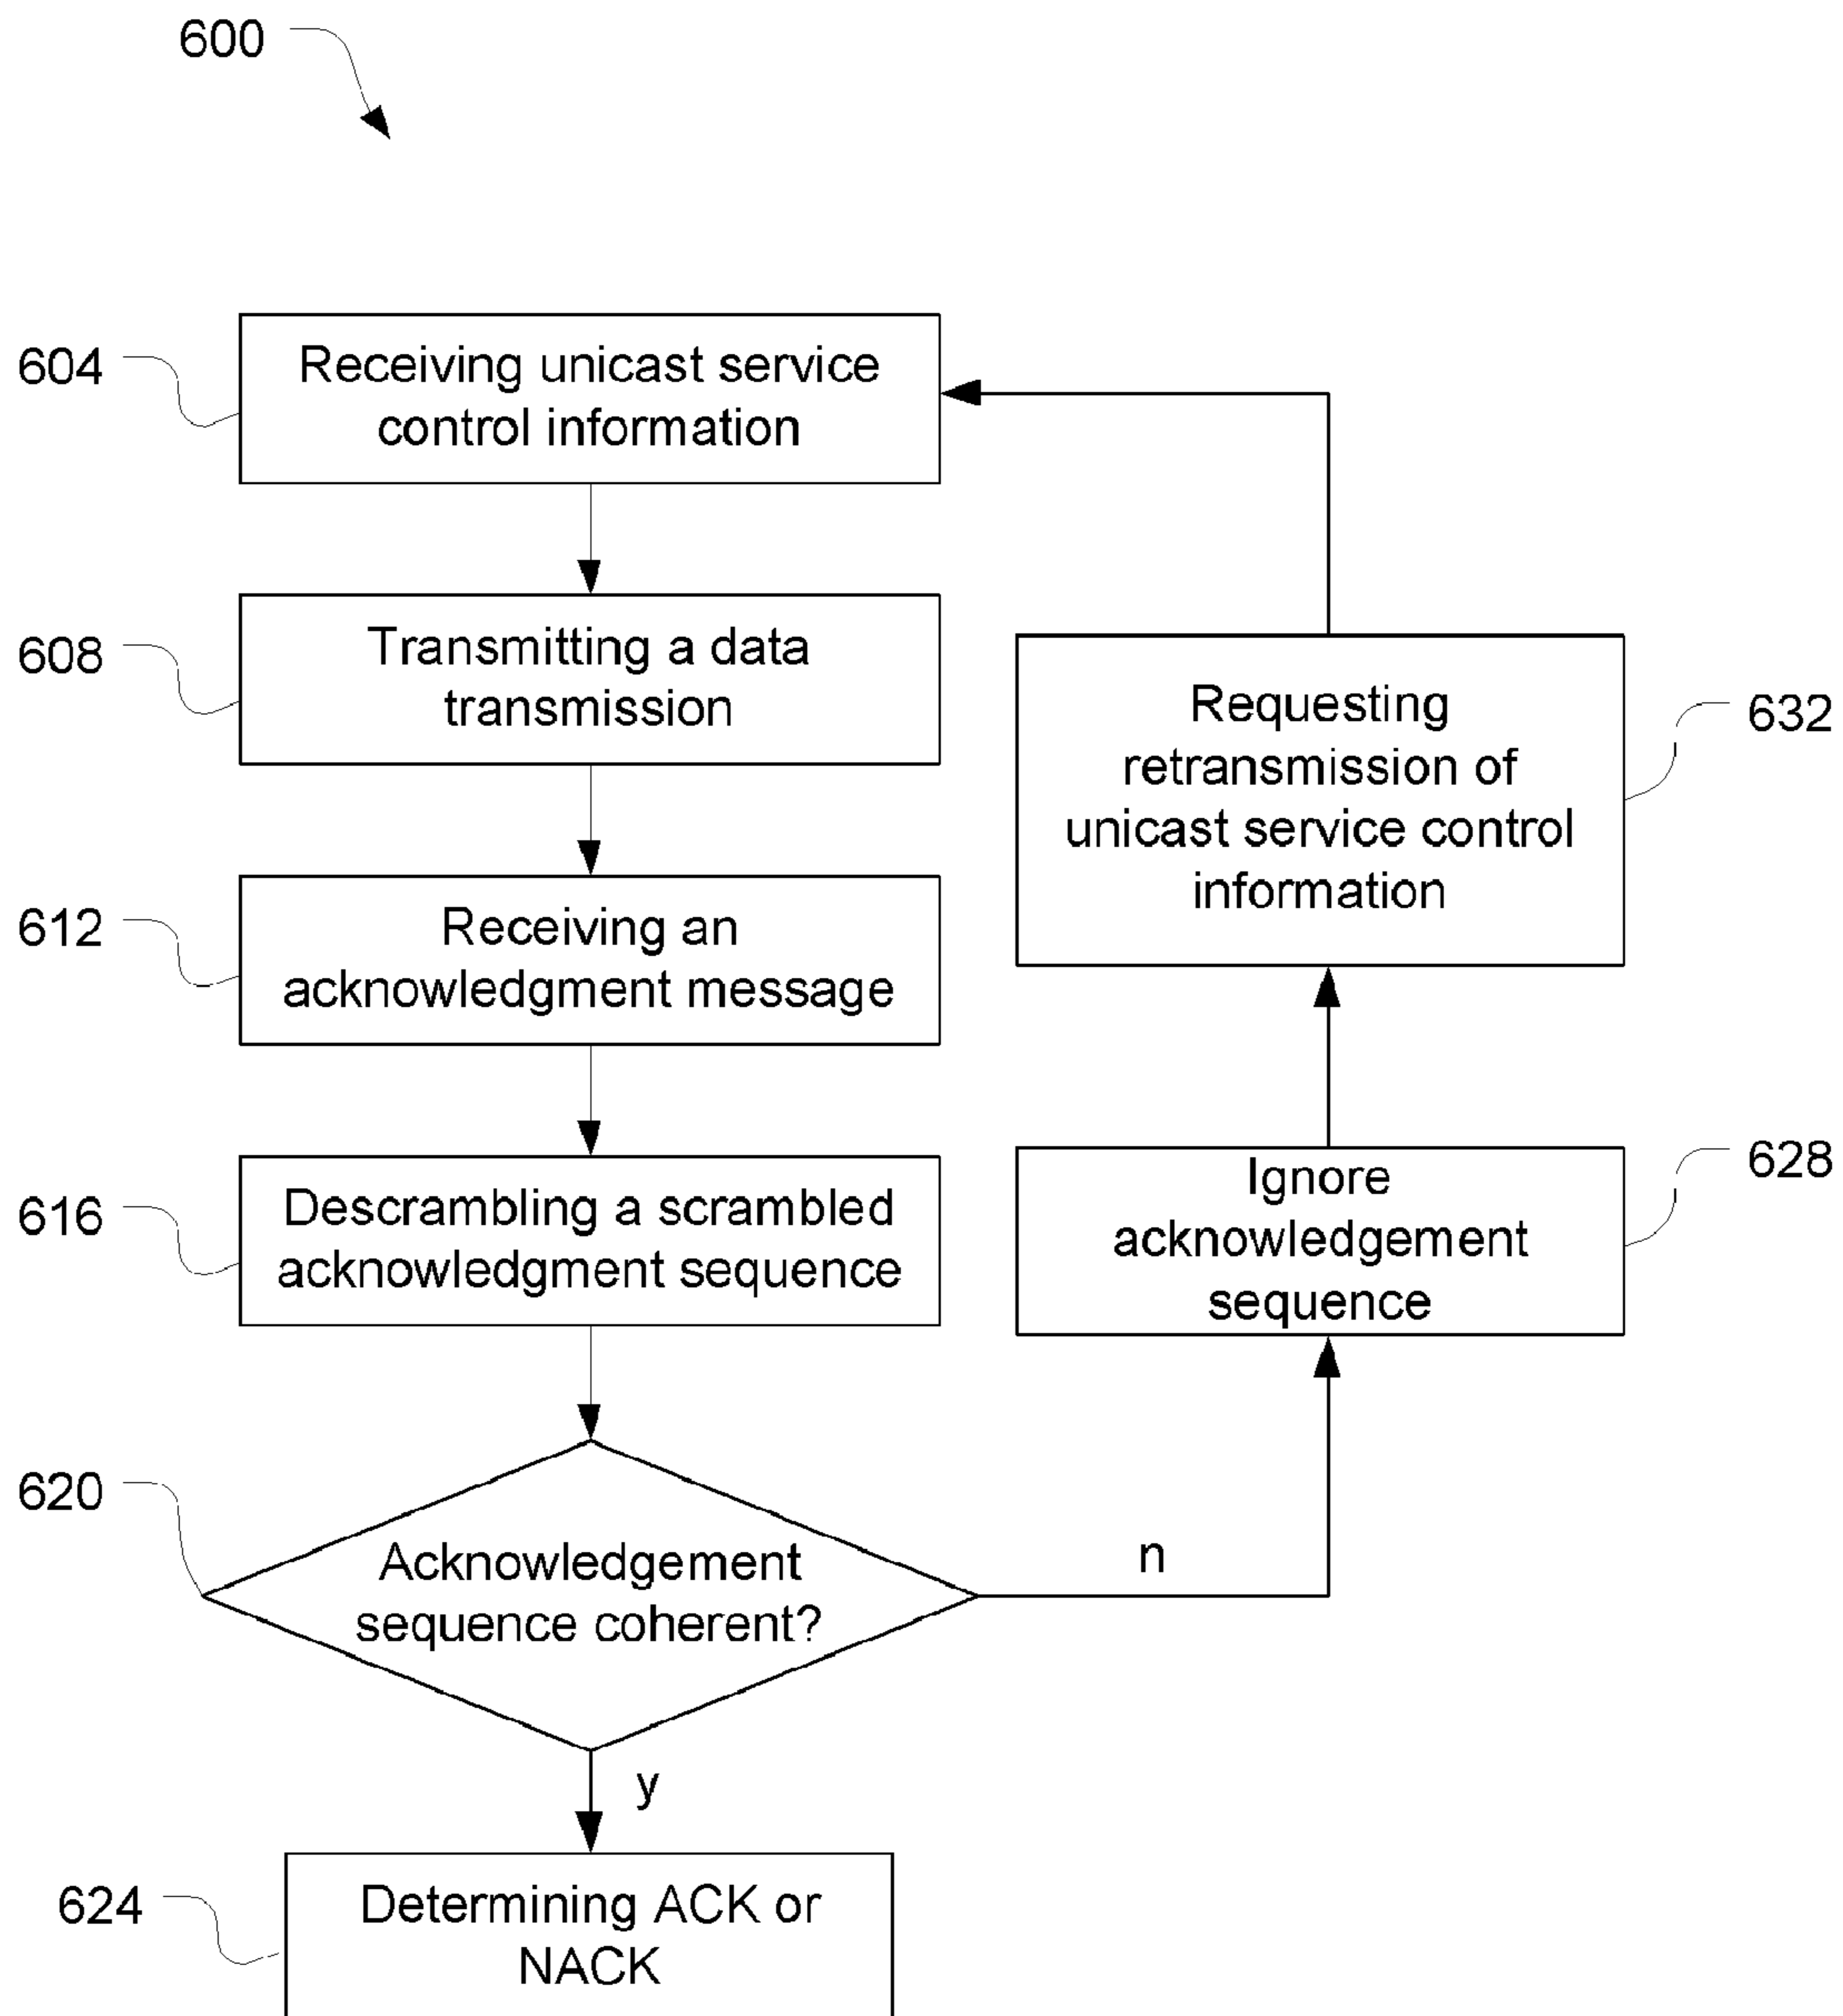 600
604
Receiving unicast service
control information
608
Transmitting a data
transmission
612
Receiving an
acknowledgment message
616
Descrambling a scrambled
acknowledgment sequence
620
Acknowledgement
sequence coherent?
n
y
624
Determining ACK or
NACK
Requesting
retransmission of
unicast service control
information
632
Ignore
acknowledgement
sequence
628